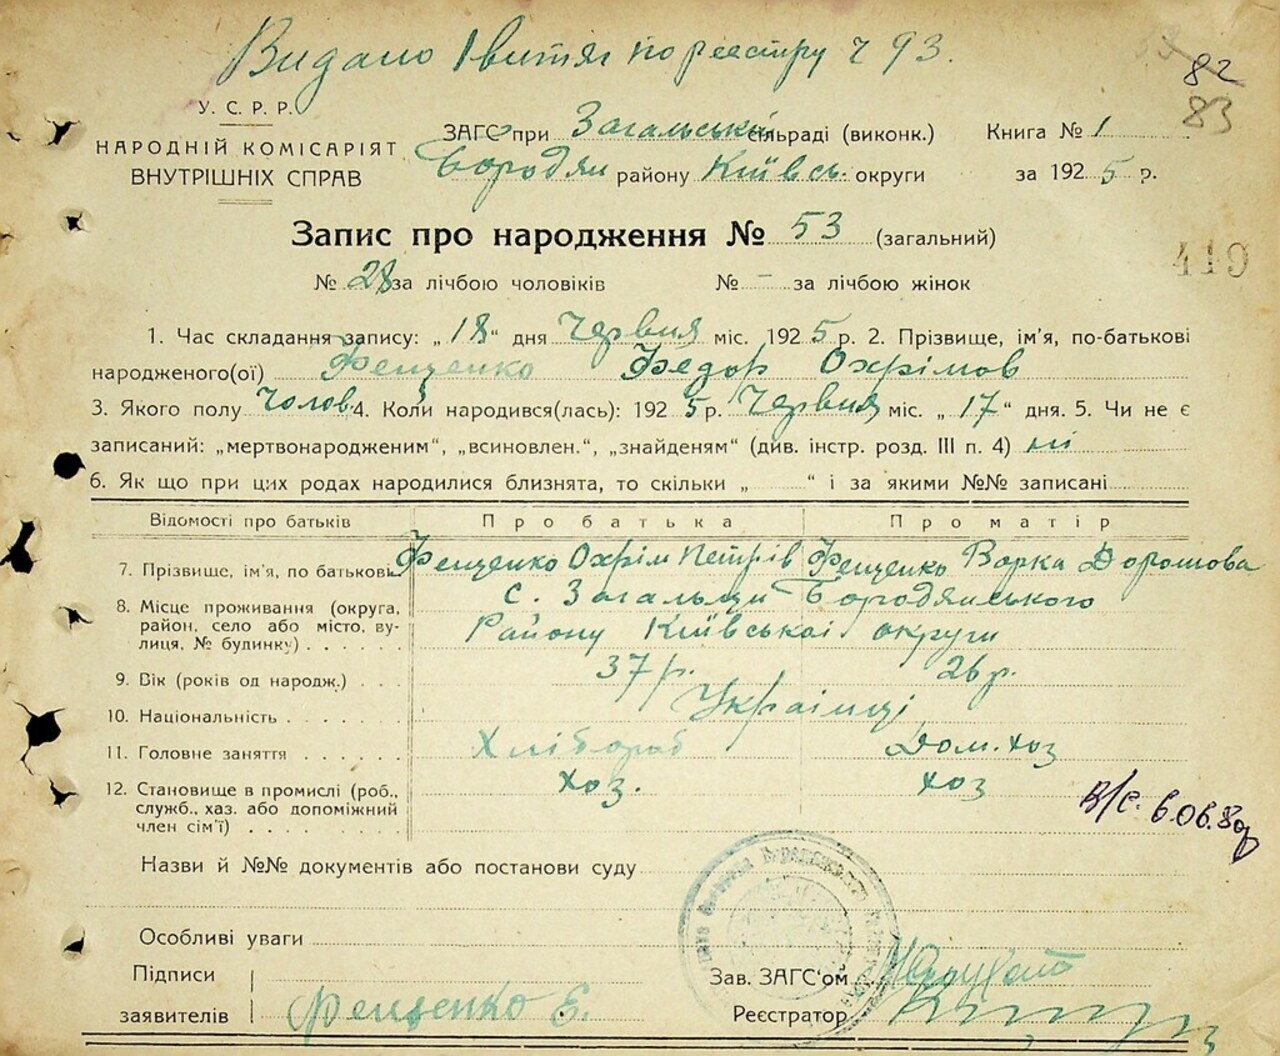 Видано 1 витяг по реєстру ч 93.
82
83
У. С. Р. Р.
НАРОДНІЙ КОМІСАРІЯТ
ВНУТРІШНІХ СПРАВ
ЗАГС при Загальській сільраді (виконк.)
Бородян району Київсь. округи
Книга № 1
за 1925 р.
Запис про народження № 53 (загальний)
419
№ 28 за лічбою чоловіків № – за лічбою жінок
1. Час складання запису: „18“ дня Червня міс. 1925 р. 2. Прізвище, ім'я, по-батькові
народженого(ої) Фещенко Федор Охрімов
3. Якого полу Чолов. 4. Коли народився(лась): 1925 р. Червня міс. „17“ дня. 5. Чи не є
записаний: „мертвонародженим“, „всиновлен.“, „знайденям“ (див. інстр. розд. III п. 4) ні
6. Як що при цих родах народилися близнята, то скільки „ “ і за якими №№ записані
Відомості про батьків Про батька Про матір
7. Прізвище, ім'я, по батькові Фещенко Охрім Петрів Фещенко Варка Дорошова
8. Місце проживання (округа, район, село або місто, вулиця, № будинку) с. Загальци Бородянського
Району Київської округи
9. Вік (років од народж.) 37 р. 26 р.
10. Національність Українці
11. Головне заняття Хлібороб Дом. хоз
12. Становище в промислі (роб., служб., хаз. або допоміжний член сім'ї) хоз. хоз
В/с. 6.06.80р
Назви й №№ документів або постанови суду
Особливі уваги
Підписи
заявителів Фещенко Е.
Зав. ЗАГС'ом
Реєстратор